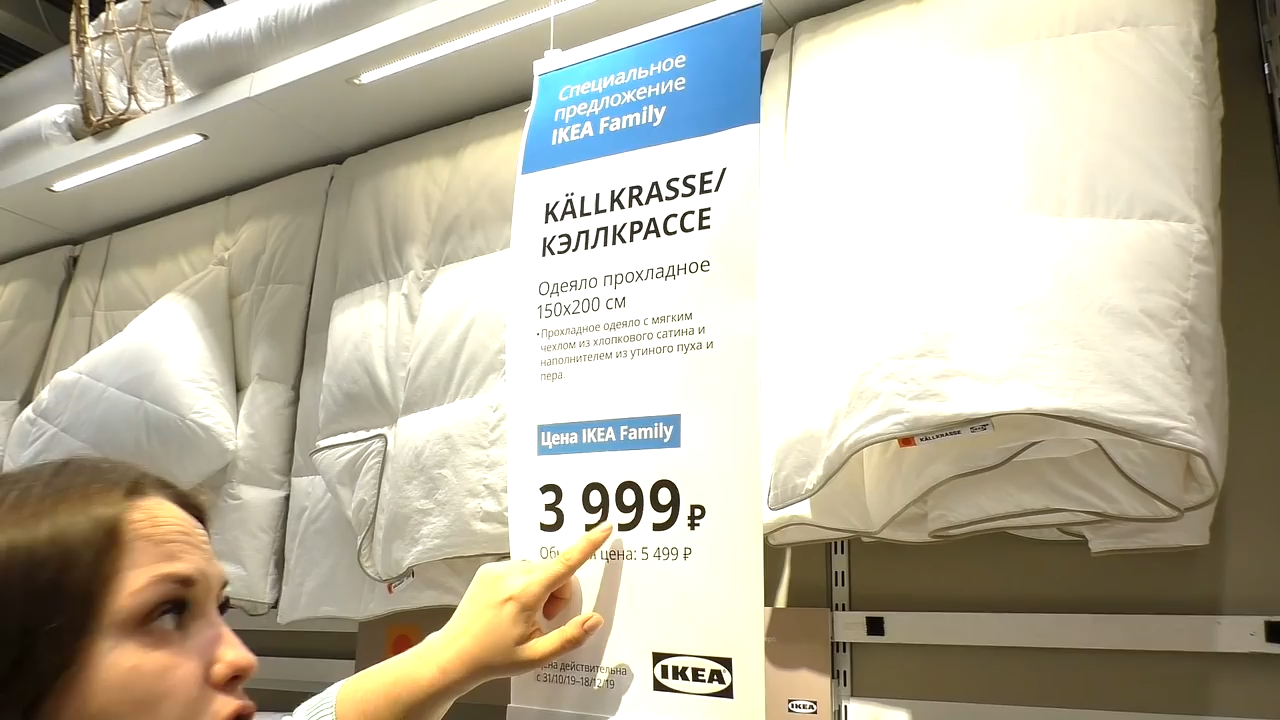 Специальное
предложение
IKEA Family
KÄLLKRASSE/
КЭЛЛКРАССЕ
Одеяло прохладное
150x200 см
•Прохладное одеяло с мягким
чехлом из хлопкового сатина и
наполнителем из утиного пуха и
пера.
Цена IKEA Family
3 999 ₽
цена: 5 499 ₽
действительна
с 31/10/19–18/12/19
IKEA
KÄLLKRASSE
IKEA